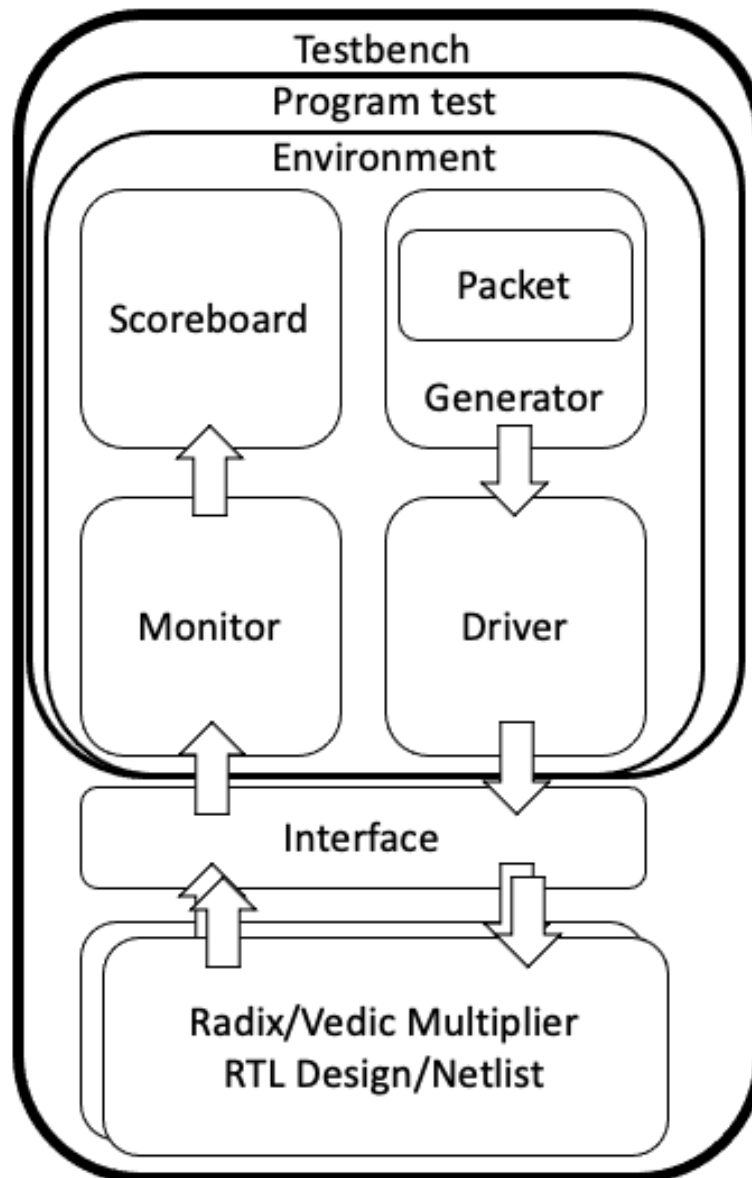 Testbench
Program test
Environment
Scoreboard
Packet
Generator
Monitor
Driver
Interface
Radix/Vedic Multiplier
RTL Design/Netlist